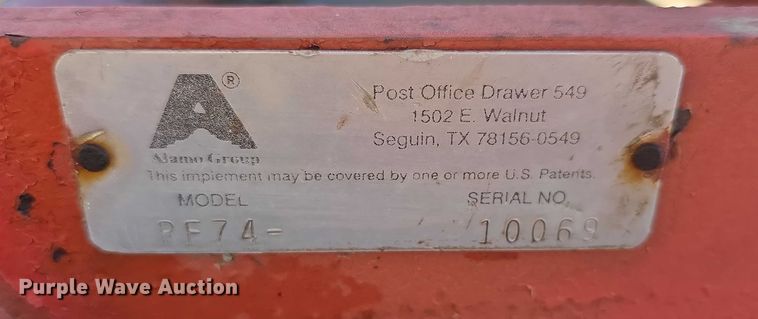 ®
Post Office Drawer 549
1502 E. Walnut
Seguin, TX 78156-0549
Alamo Group
This implement may be covered by one or more U.S. Patents.
MODEL
SERIAL NO.
74-
10069
Purple Wave Auction